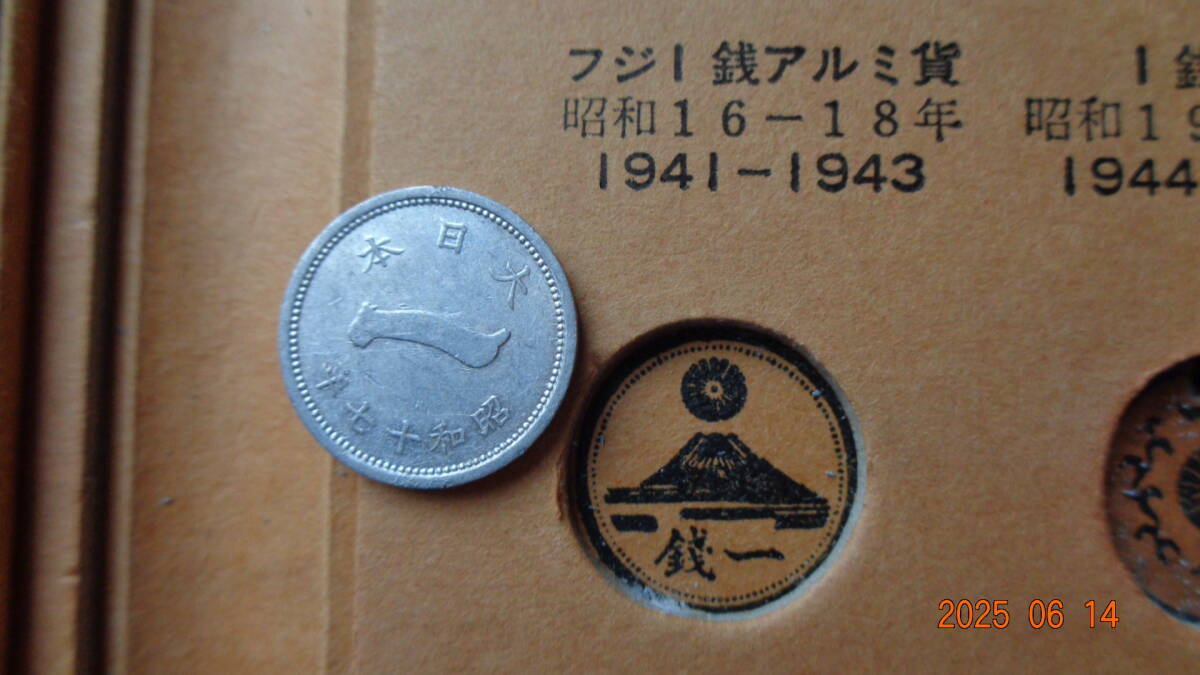 フジ1銭アルミ貨
昭和16-18年
1941-1943
1銭
昭和19
1944
大日本
一
昭和十七年
一銭
2025 06 14